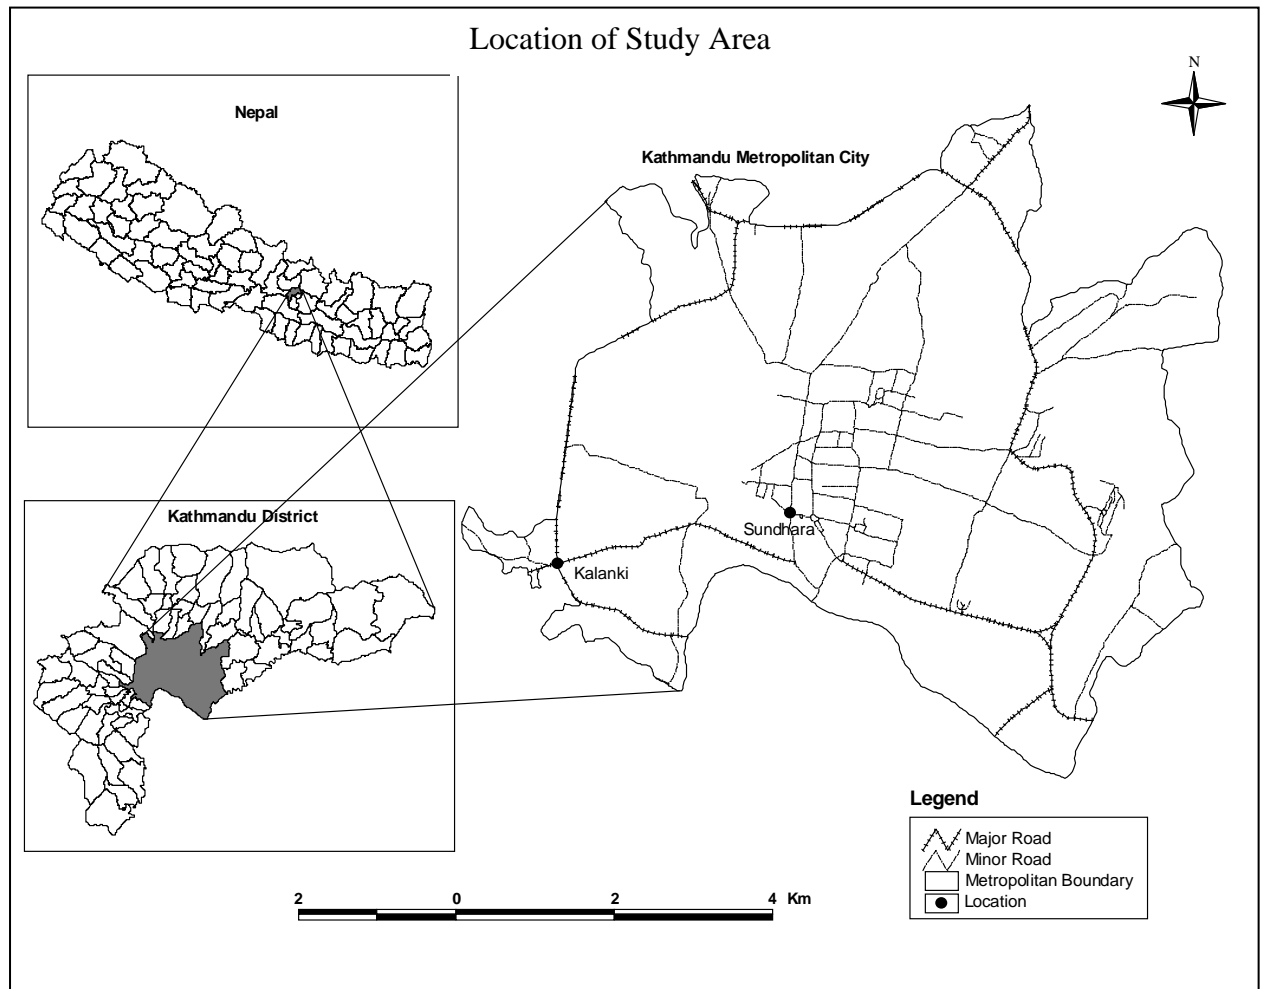 Location of Study Area
N
Nepal
Kathmandu Metropolitan City
Kathmandu District
Sundhara
Kalanki
Legend
Major Road
Minor Road
Metropolitan Boundary
Location
2 0 2 4 Km